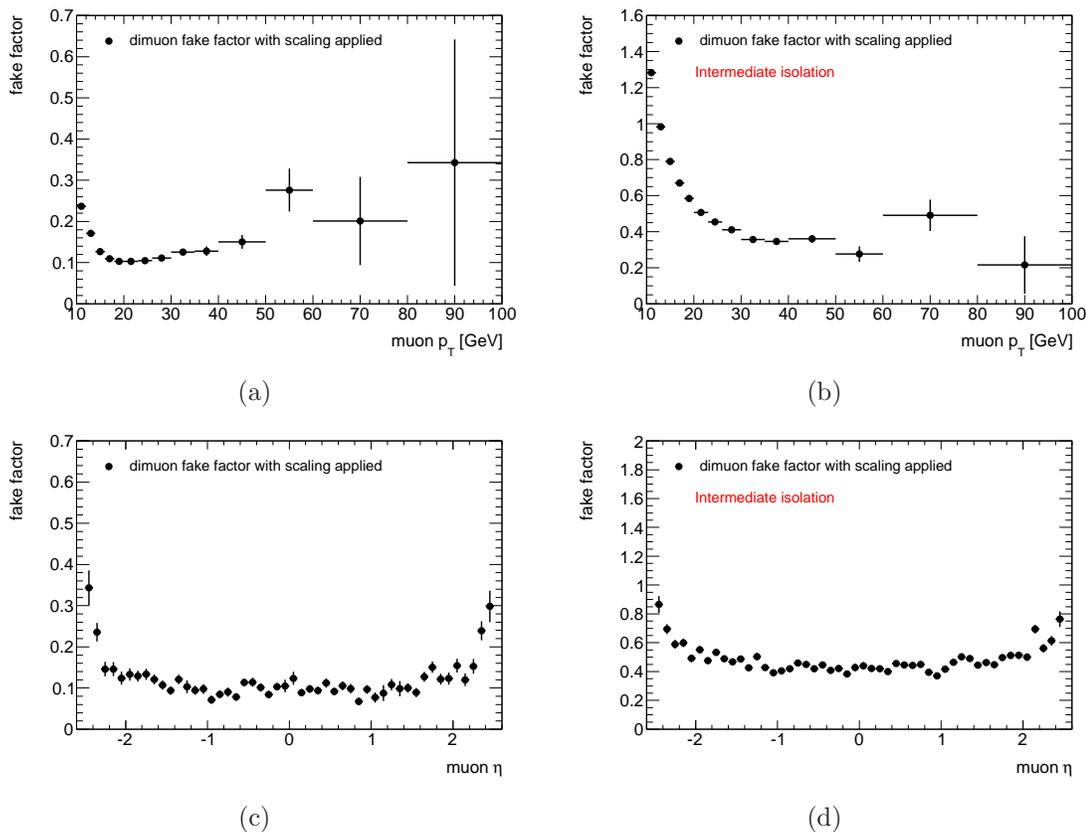 fake factor
0.7
0.6
0.5
0.4
0.3
0.2
0.1
0
dimuon fake factor with scaling applied
10 20 30 40 50 60 70 80 90 100
muon p_T [GeV]
(a)
fake factor
1.6
1.4
1.2
1
0.8
0.6
0.4
0.2
0
dimuon fake factor with scaling applied
Intermediate isolation
10 20 30 40 50 60 70 80 90 100
muon p_T [GeV]
(b)
fake factor
0.7
0.6
0.5
0.4
0.3
0.2
0.1
0
dimuon fake factor with scaling applied
-2 -1 0 1 2
muon η
(c)
fake factor
2
1.8
1.6
1.4
1.2
1
0.8
0.6
0.4
0.2
0
dimuon fake factor with scaling applied
Intermediate isolation
-2 -1 0 1 2
muon η
(d)